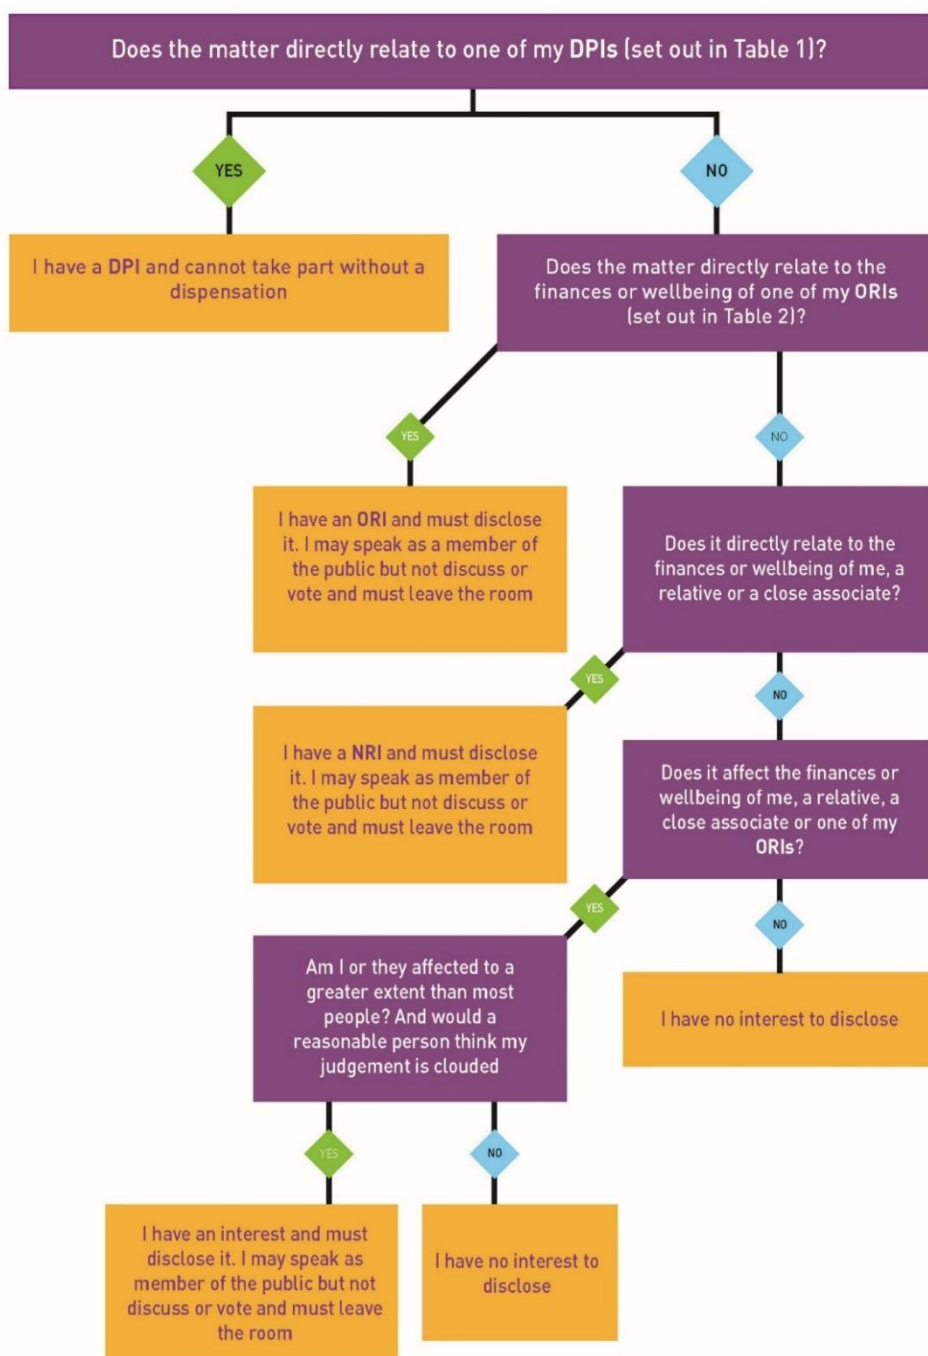 Does the matter directly relate to one of my DPIs (set out in Table 1)?
YES
NO
I have a DPI and cannot take part without a
dispensation
Does the matter directly relate to the
finances or wellbeing of one of my ORIs
(set out in Table 2)?
YES
NO
I have an ORI and must disclose
it. I may speak as a member of
the public but not discuss or
vote and must leave the room
Does it directly relate to the
finances or wellbeing of me, a
relative or a close associate?
YES
NO
I have a NRI and must disclose
it. I may speak as member of
the public but not discuss or
vote and must leave the room
Does it affect the finances or
wellbeing of me, a relative, a
close associate or one of my
ORIs?
YES
NO
Am I or they affected to a
greater extent than most
people? And would a
reasonable person think my
judgement is clouded
I have no interest to disclose
YES
NO
I have an interest and must
disclose it. I may speak as
member of the public but not
discuss or vote and must leave
the room
I have no interest to
disclose